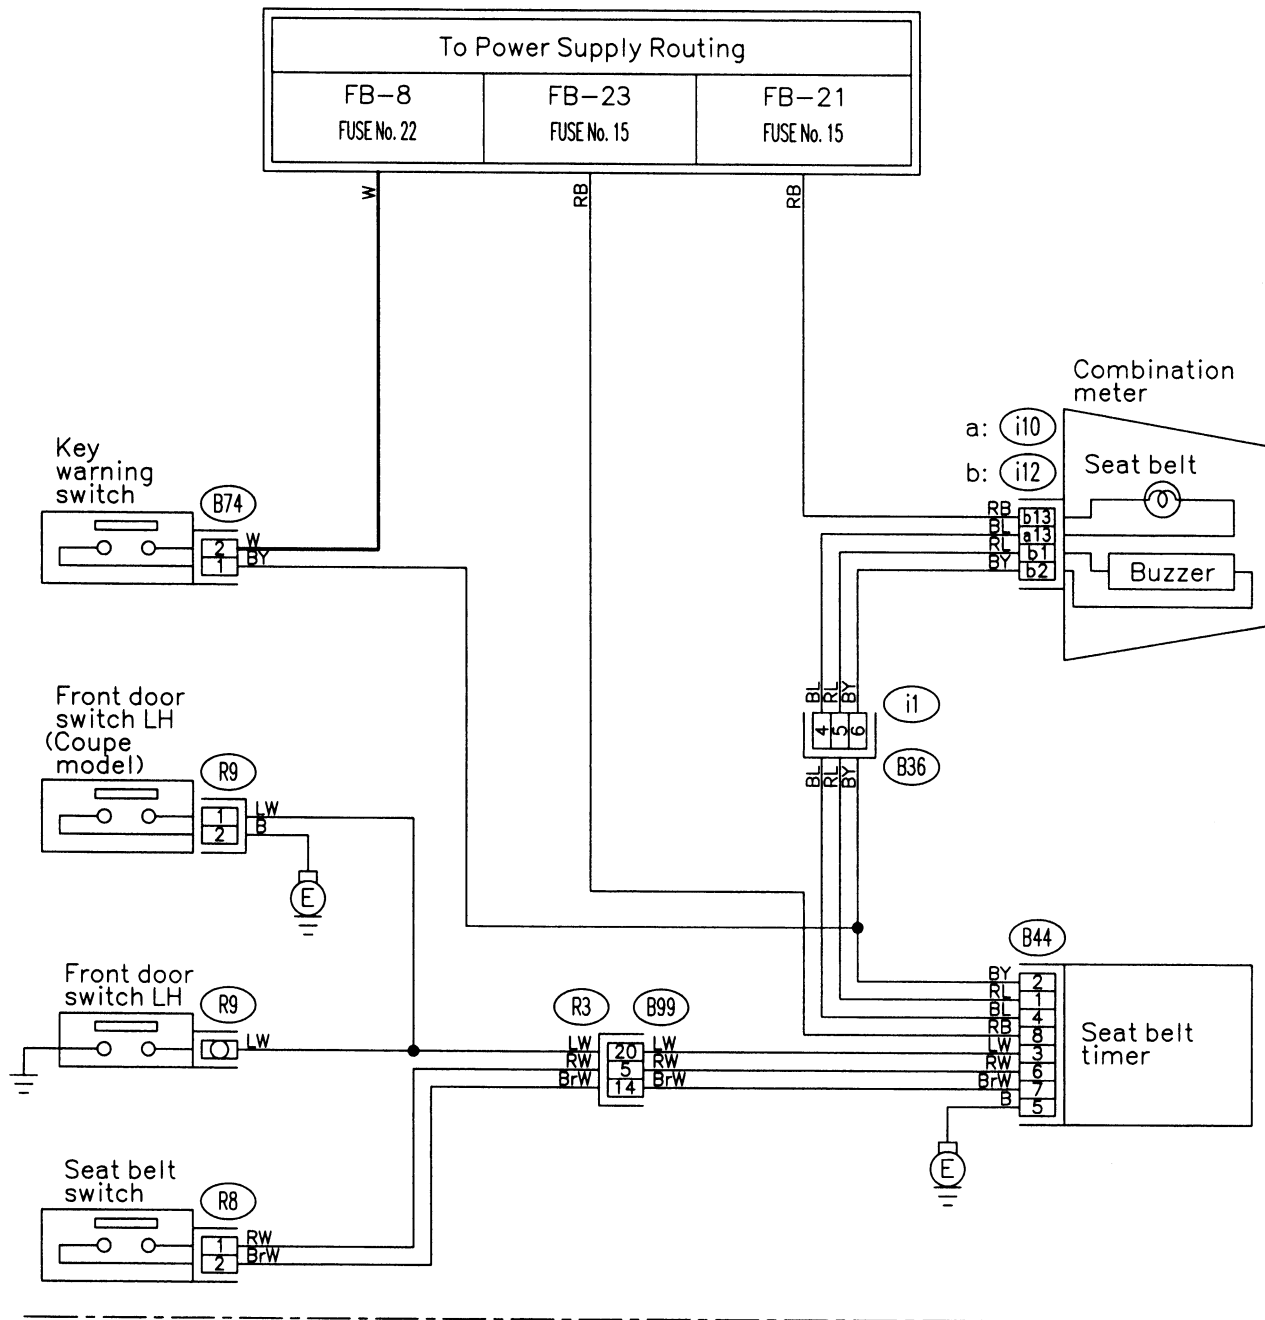 To Power Supply Routing
FB-8
FUSE No. 22
FB-23
FUSE No. 15
FB-21
FUSE No. 15
W
RB
RB
Combination
meter
a: i10
b: i12
Seat belt
RB
BL
RL
BY
b13
a13
b1
b2
Buzzer
Key
warning
switch
B74
2
1
W
BY
BL
RL
BY
i1
4
5
6
B36
BL
RL
BY
Front door
switch LH
(Coupe
model)
R9
1
2
LW
B
E
Front door
switch LH
R9
LW
R3
B99
LW
RW
BrW
20
5
14
LW
RW
BrW
B44
BY
RL
BL
RB
LW
RW
BrW
B
2
1
4
8
3
6
7
5
Seat belt
timer
E
Seat belt
switch
R8
1
2
RW
BrW